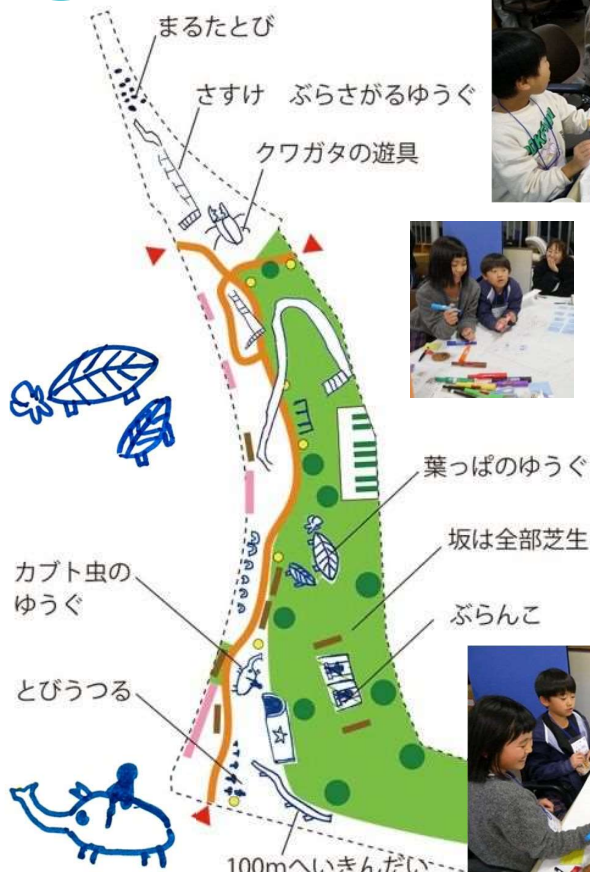 まるたとび
さすけ ぶらさがるゆうぐ
クワガタの遊具
葉っぱのゆうぐ
坂は全部芝生
ぶらんこ
カブト虫の
ゆうぐ
とびうつる
100mへいきんだい